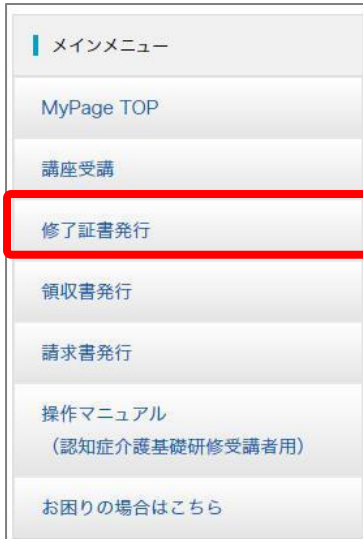 メインメニュー
MyPage TOP
講座受講
修了証書発行
領収書発行
請求書発行
操作マニュアル
（認知症介護基礎研修受講者用）
お困りの場合はこちら